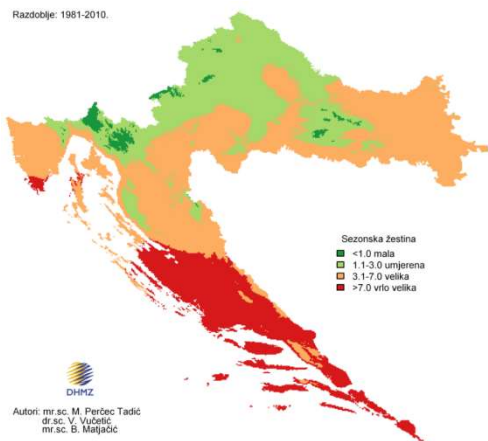 Razdoblje: 1981-2010.
Sezonska žestina
<1.0 mala
1.1-3.0 umjerena
3.1-7.0 velika
>7.0 vrlo velika
DHMZ
Autori: mr.sc. M. Perčec Tadić
dr.sc. V. Vučetić
mr.sc. B. Matjačić